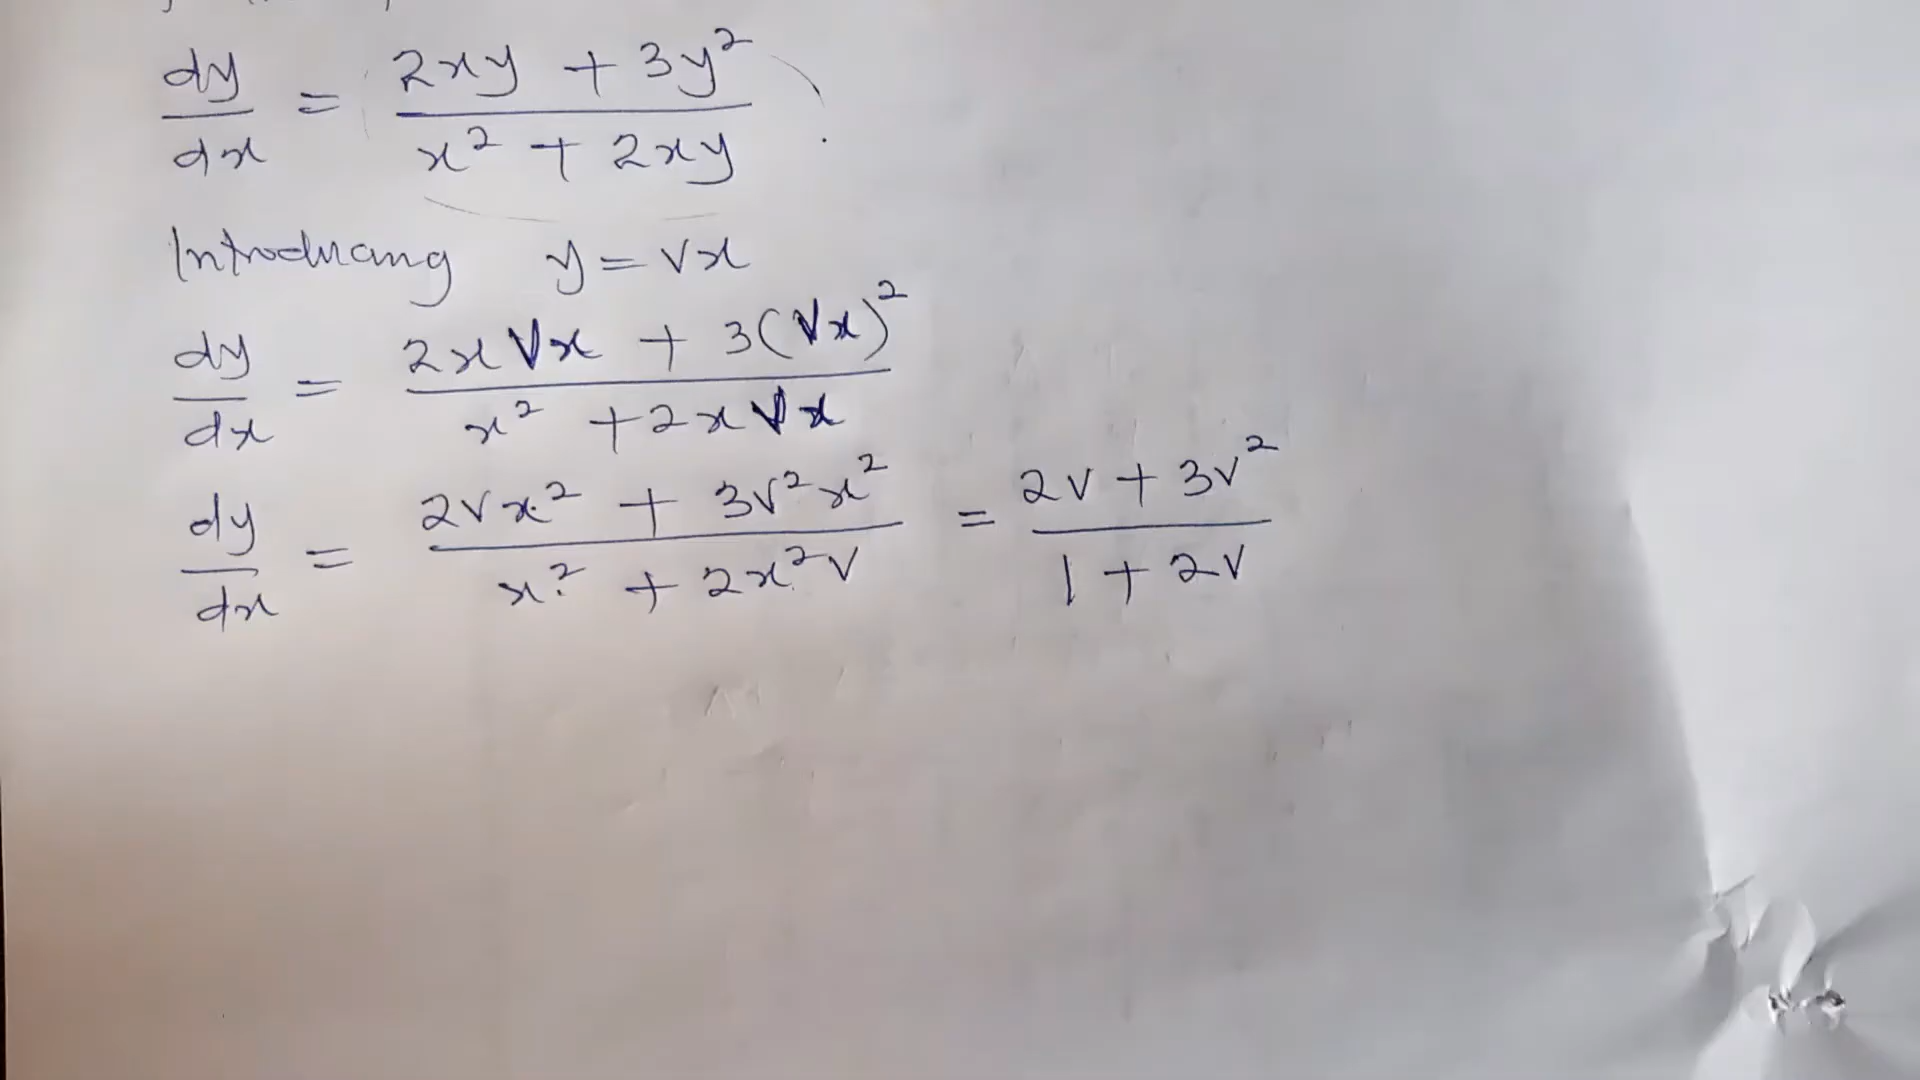 dy/dx = (2xy + 3y²)/(x² + 2xy)
Introducing y = vx
dy/dx = (2x vx + 3(vx)²)/(x² + 2x vx)
dy/dx = (2vx² + 3v²x²)/(x² + 2x²v) = (2v + 3v²)/(1 + 2v)